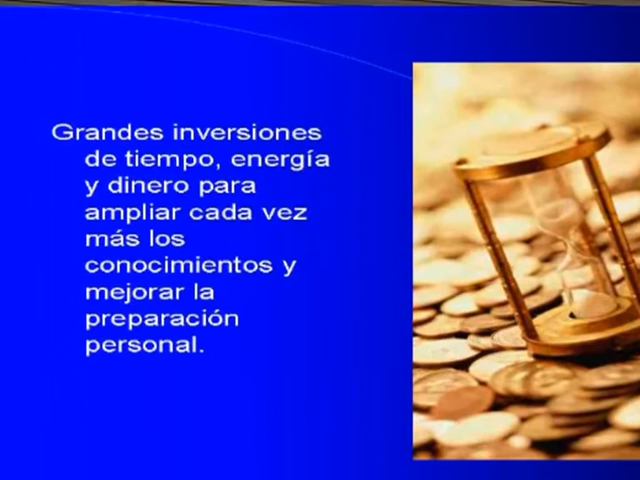 Grandes inversiones
de tiempo, energía
y dinero para
ampliar cada vez
más los
conocimientos y
mejorar la
preparación
personal.